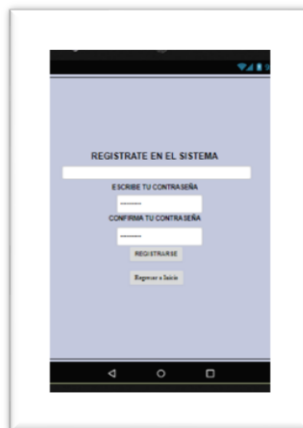 REGISTRATE EN EL SISTEMA
ESCRIBE TU CONTRASEÑA
CONFIRMA TU CONTRASEÑA
REGISTRARSE
Regresar a Inicio